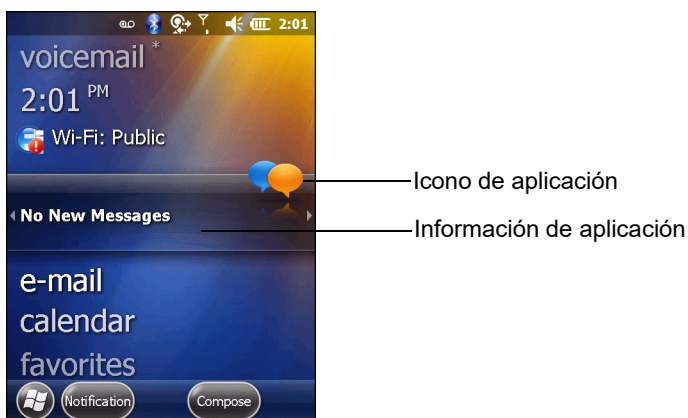 2:01
voicemail *
2:01 PM
Wi-Fi: Public
Icono de aplicación
No New Messages
Información de aplicación
e-mail
calendar
favorites
Notification Compose